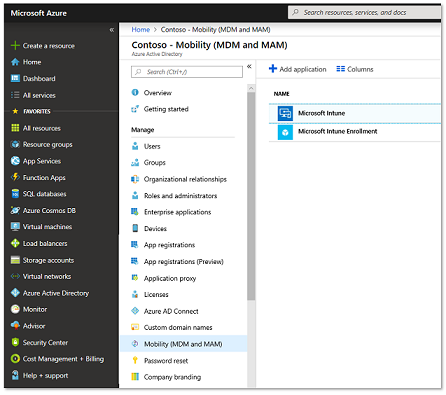 Microsoft Azure
Search resources, services, and docs
«
Create a resource
Home
Dashboard
All services
FAVORITES
All resources
Resource groups
App Services
Function Apps
SQL databases
Azure Cosmos DB
Virtual machines
Load balancers
Storage accounts
Virtual networks
Azure Active Directory
Monitor
Advisor
Security Center
Cost Management + Billing
Help + support
Home > Contoso - Mobility (MDM and MAM)
Contoso - Mobility (MDM and MAM)
Azure Active Directory
Search (Ctrl+/)
«
Overview
Getting started
Manage
Users
Groups
Organizational relationships
Roles and administrators
Enterprise applications
Devices
App registrations
App registrations (Preview)
Application proxy
Licenses
Azure AD Connect
Custom domain names
Mobility (MDM and MAM)
Password reset
Company branding
Add application
Columns
NAME
Microsoft Intune
Microsoft Intune Enrollment